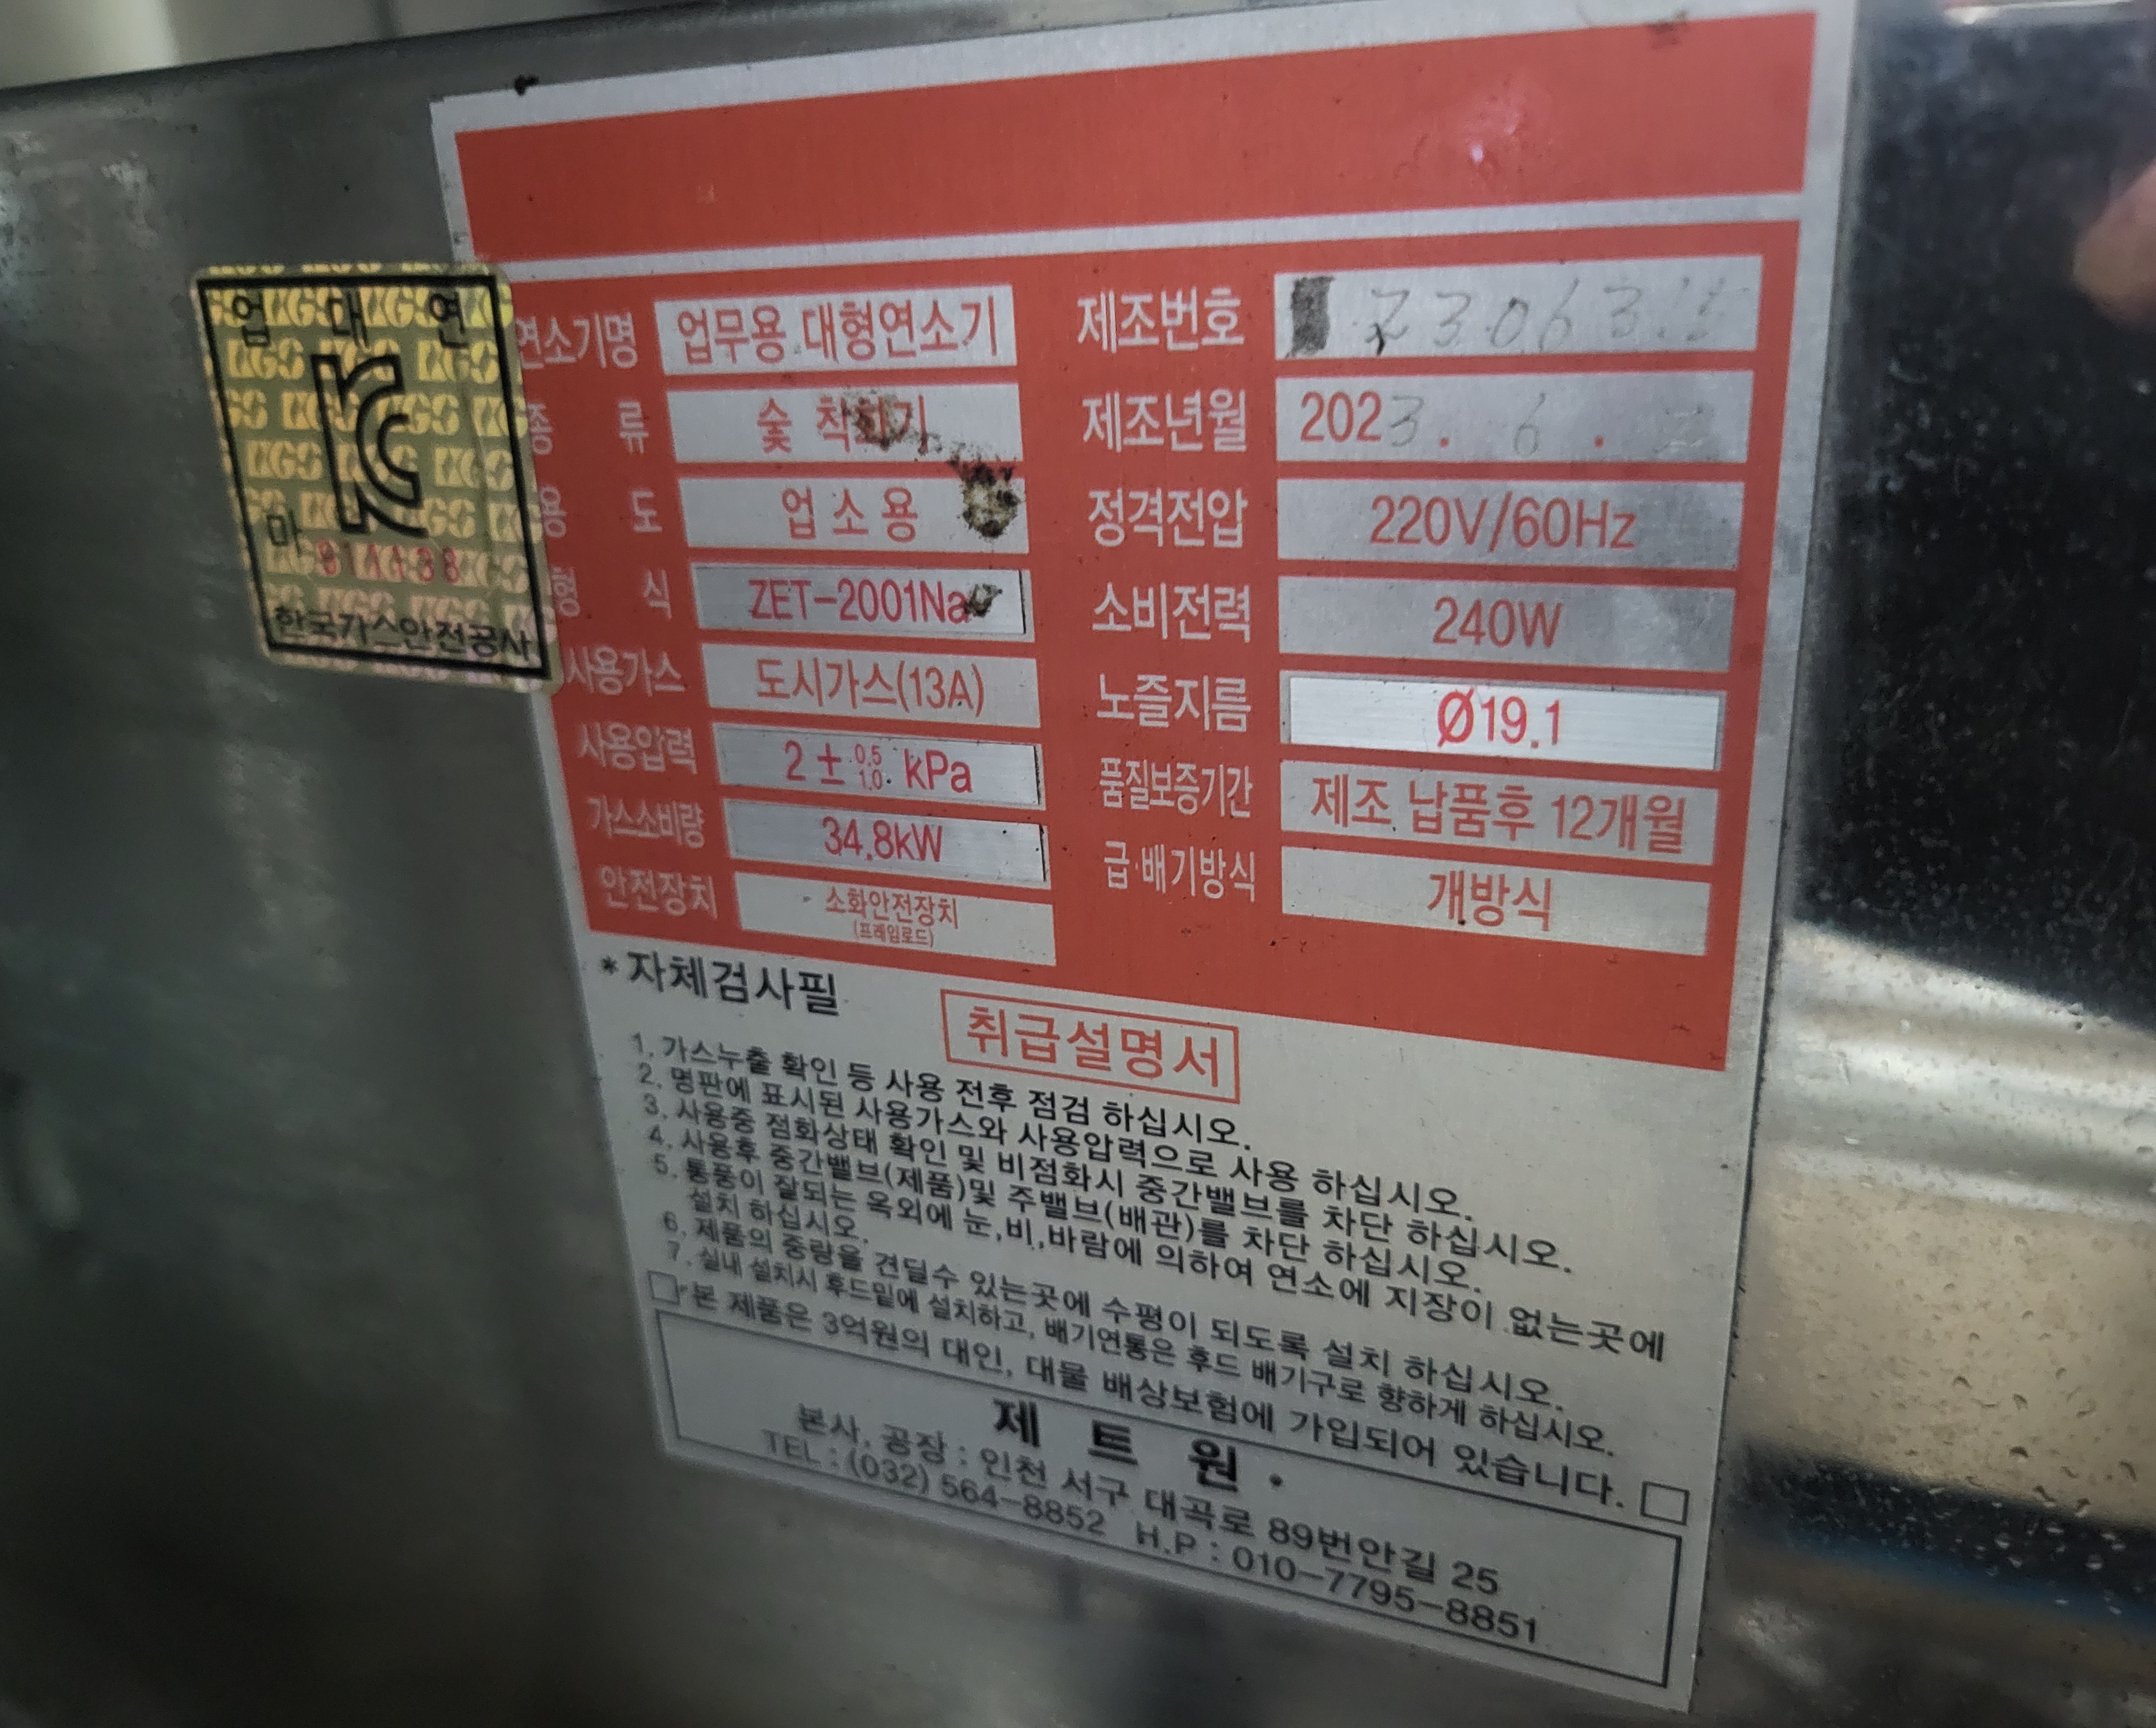 업 대 연
KC
마
한국가스안전공사
연소기명 업무용 대형연소기
종 류 숯 착화기
용 도 업 소 용
형 식 ZET-2001Na
사용가스 도시가스(13A)
사용압력 2 ± 0.5 1.0 kPa
가스소비량 34.8kW
안전장치 소화안전장치
(프레임로드)
제조번호
제조년월 2023. 6 .
정격전압 220V/60Hz
소비전력 240W
노즐지름 Ø19.1
품질보증기간 제조 납품후 12개월
급·배기방식 개방식
*자체검사필
취급설명서
1. 가스누출 확인 등 사용 전후 점검 하십시오.
2. 명판에 표시된 사용가스와 사용압력으로 사용 하십시오.
3. 사용중 점화상태 확인 및 비점화시 중간밸브를 차단 하십시오.
4. 사용후 중간밸브(제품)및 주밸브(배관)를 차단 하십시오.
5. 통풍이 잘되는 옥외에 눈,비,바람에 의하여 연소에 지장이 없는곳에
설치 하십시오.
6. 제품의 중량을 견딜수 있는곳에 수평이 되도록 설치 하십시오.
7. 실내 설치시 후드밑에 설치하고, 배기연통은 후드 배기구로 향하게 하십시오.
본 제품은 3억원의 대인, 대물 배상보험에 가입되어 있습니다.
제 트 원
본사, 공장 : 인천 서구 대곡로 89번안길 25
TEL : (032) 564-8852 H.P : 010-7795-8851